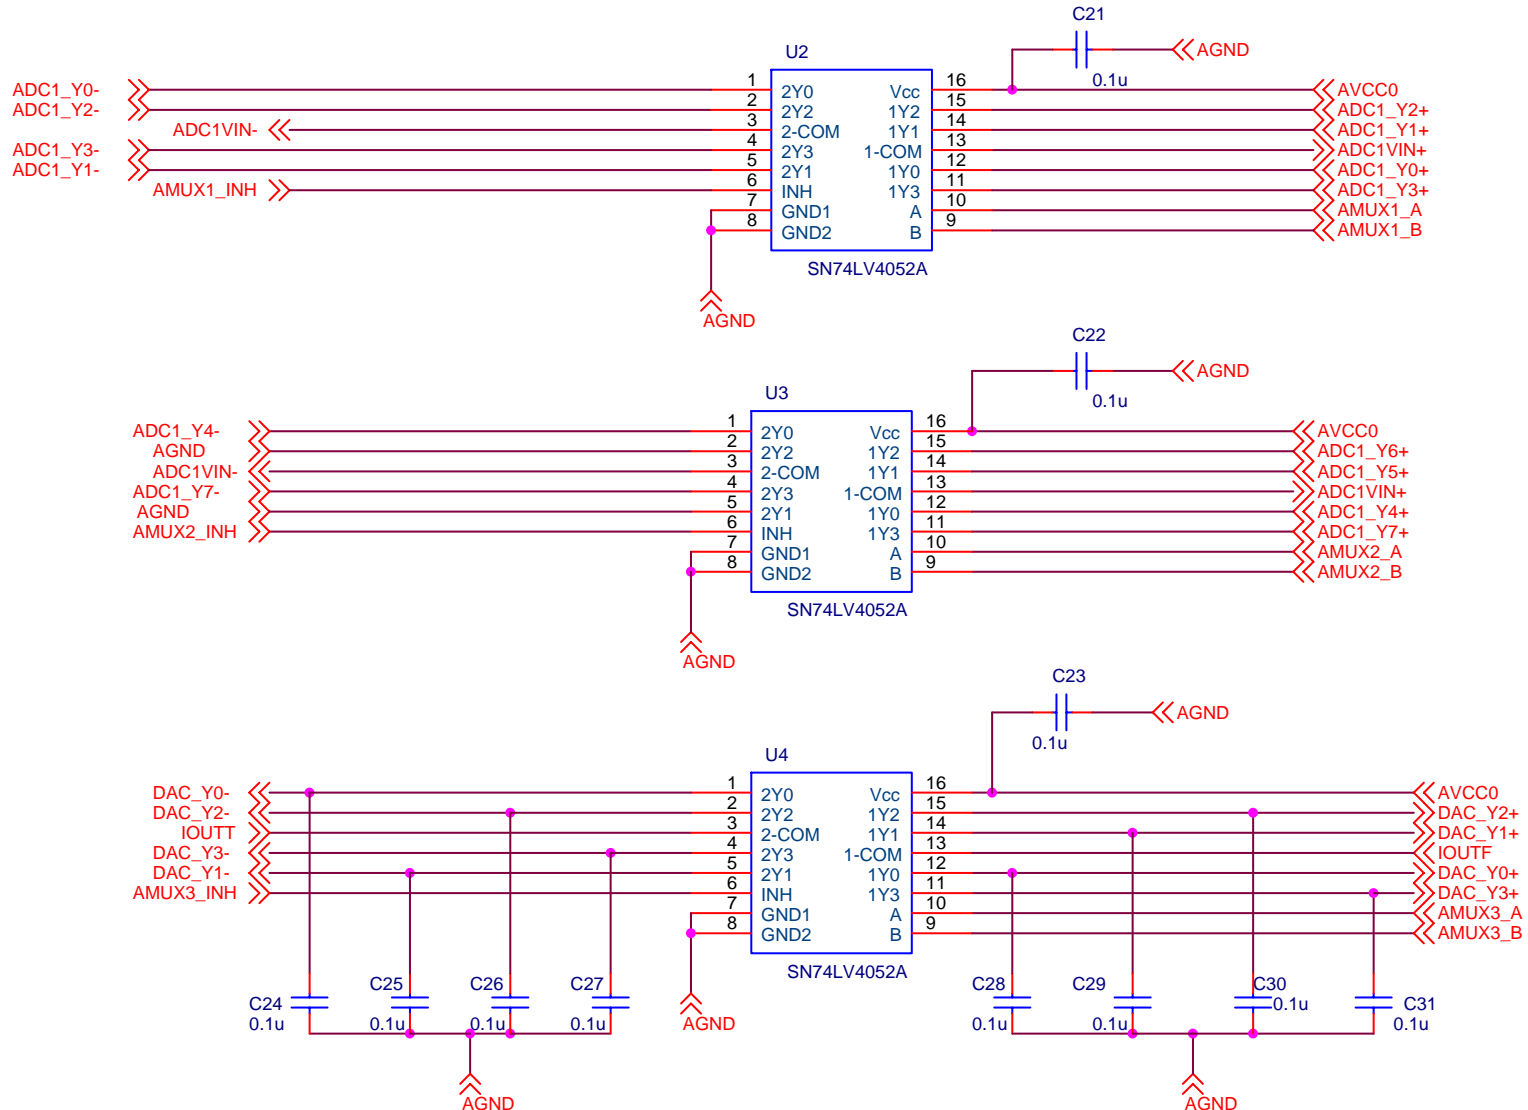 C21
AGND
0.1u
U2
ADC1_Y0- 1 2Y0 Vcc 16 AVCC0
ADC1_Y2- 2 2Y2 1Y2 15 ADC1_Y2+
ADC1VIN- 3 2-COM 1Y1 14 ADC1_Y1+
ADC1_Y3- 4 2Y3 1-COM 13 ADC1VIN+
ADC1_Y1- 5 2Y1 1Y0 12 ADC1_Y0+
AMUX1_INH 6 INH 1Y3 11 ADC1_Y3+
7 GND1 A 10 AMUX1_A
8 GND2 B 9 AMUX1_B
SN74LV4052A
AGND
C22
AGND
0.1u
U3
ADC1_Y4- 1 2Y0 Vcc 16 AVCC0
AGND 2 2Y2 1Y2 15 ADC1_Y6+
ADC1VIN- 3 2-COM 1Y1 14 ADC1_Y5+
ADC1_Y7- 4 2Y3 1-COM 13 ADC1VIN+
AGND 5 2Y1 1Y0 12 ADC1_Y4+
AMUX2_INH 6 INH 1Y3 11 ADC1_Y7+
7 GND1 A 10 AMUX2_A
8 GND2 B 9 AMUX2_B
SN74LV4052A
AGND
C23
AGND
0.1u
U4
DAC_Y0- 1 2Y0 Vcc 16 AVCC0
DAC_Y2- 2 2Y2 1Y2 15 DAC_Y2+
IOUTT 3 2-COM 1Y1 14 DAC_Y1+
DAC_Y3- 4 2Y3 1-COM 13 IOUTF
DAC_Y1- 5 2Y1 1Y0 12 DAC_Y0+
AMUX3_INH 6 INH 1Y3 11 DAC_Y3+
7 GND1 A 10 AMUX3_A
8 GND2 B 9 AMUX3_B
SN74LV4052A
C24 C25 C26 C27 C28 C29 C30 C31
0.1u 0.1u 0.1u 0.1u AGND 0.1u 0.1u 0.1u 0.1u
AGND AGND